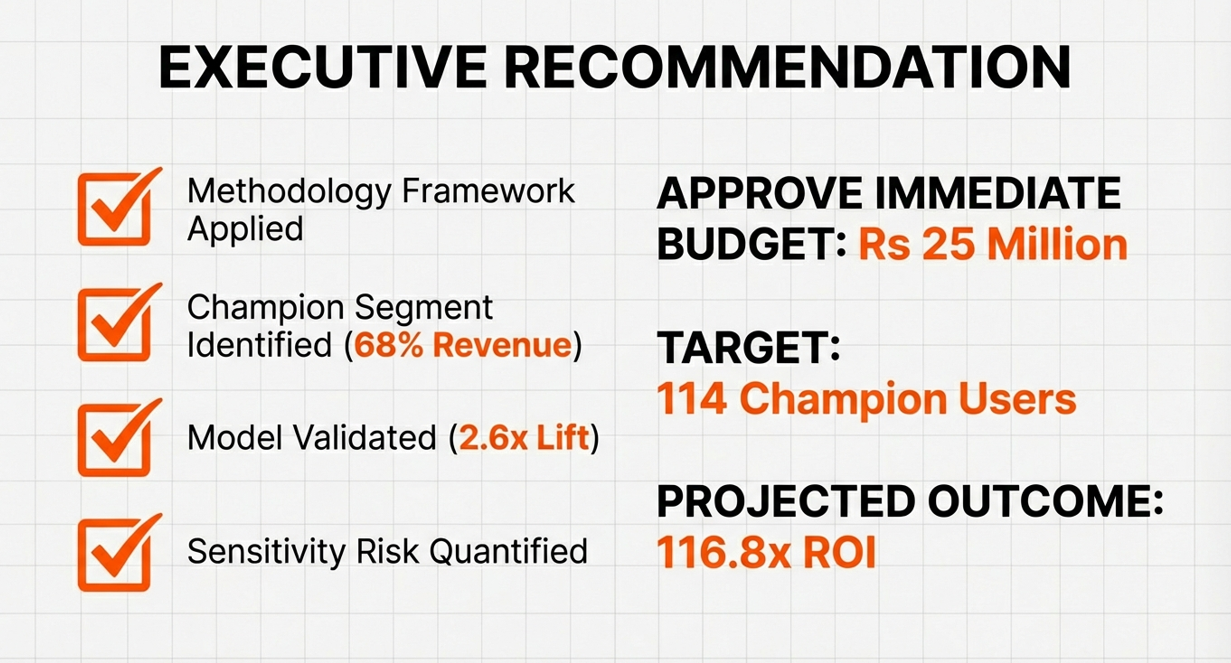 EXECUTIVE RECOMMENDATION
Methodology Framework
Applied
Champion Segment
Identified (68% Revenue)
Model Validated (2.6x Lift)
Sensitivity Risk Quantified
APPROVE IMMEDIATE
BUDGET: Rs 25 Million
TARGET:
114 Champion Users
PROJECTED OUTCOME:
116.8x ROI